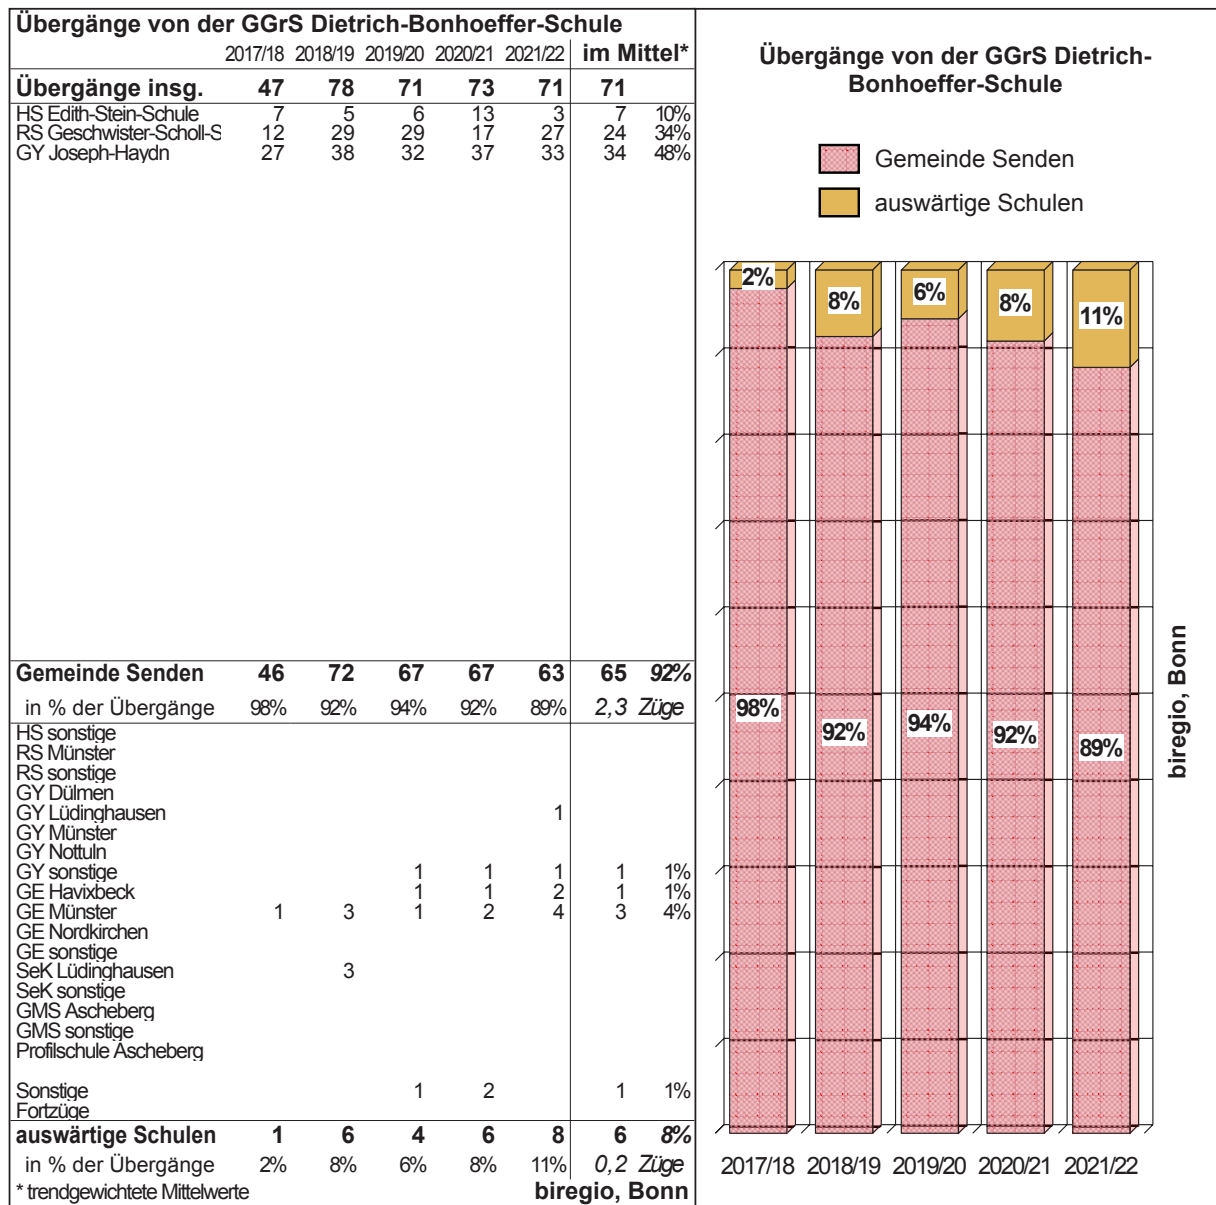 Übergänge von der GGrS Dietrich-Bonhoeffer-Schule
2017/18 2018/19 2019/20 2020/21 2021/22 im Mittel*
Übergänge insg. 47 78 71 73 71 71
HS Edith-Stein-Schule 7 5 6 13 3 7 10%
RS Geschwister-Scholl-S 12 29 29 17 27 24 34%
GY Joseph-Haydn 27 38 32 37 33 34 48%
Gemeinde Senden 46 72 67 67 63 65 92%
in % der Übergänge 98% 92% 94% 92% 89% 2,3 Züge
HS sonstige
RS Münster
RS sonstige
GY Dülmen
GY Lüdinghausen 1
GY Münster
GY Nottuln
GY sonstige 1 1 1 1 1%
GE Havixbeck 1 1 2 1 1%
GE Münster 1 3 1 2 4 3 4%
GE Nordkirchen
GE sonstige
SeK Lüdinghausen 3
SeK sonstige
GMS Ascheberg
GMS sonstige
Profilschule Ascheberg
Sonstige 1 2 1 1%
Fortzüge
auswärtige Schulen 1 6 4 6 8 6 8%
in % der Übergänge 2% 8% 6% 8% 11% 0,2 Züge
* trendgewichtete Mittelwerte biregio, Bonn
Übergänge von der GGrS Dietrich-
Bonhoeffer-Schule
Gemeinde Senden
auswärtige Schulen
2% 8% 6% 8% 11%
98% 92% 94% 92% 89%
2017/18 2018/19 2019/20 2020/21 2021/22
biregio, Bonn